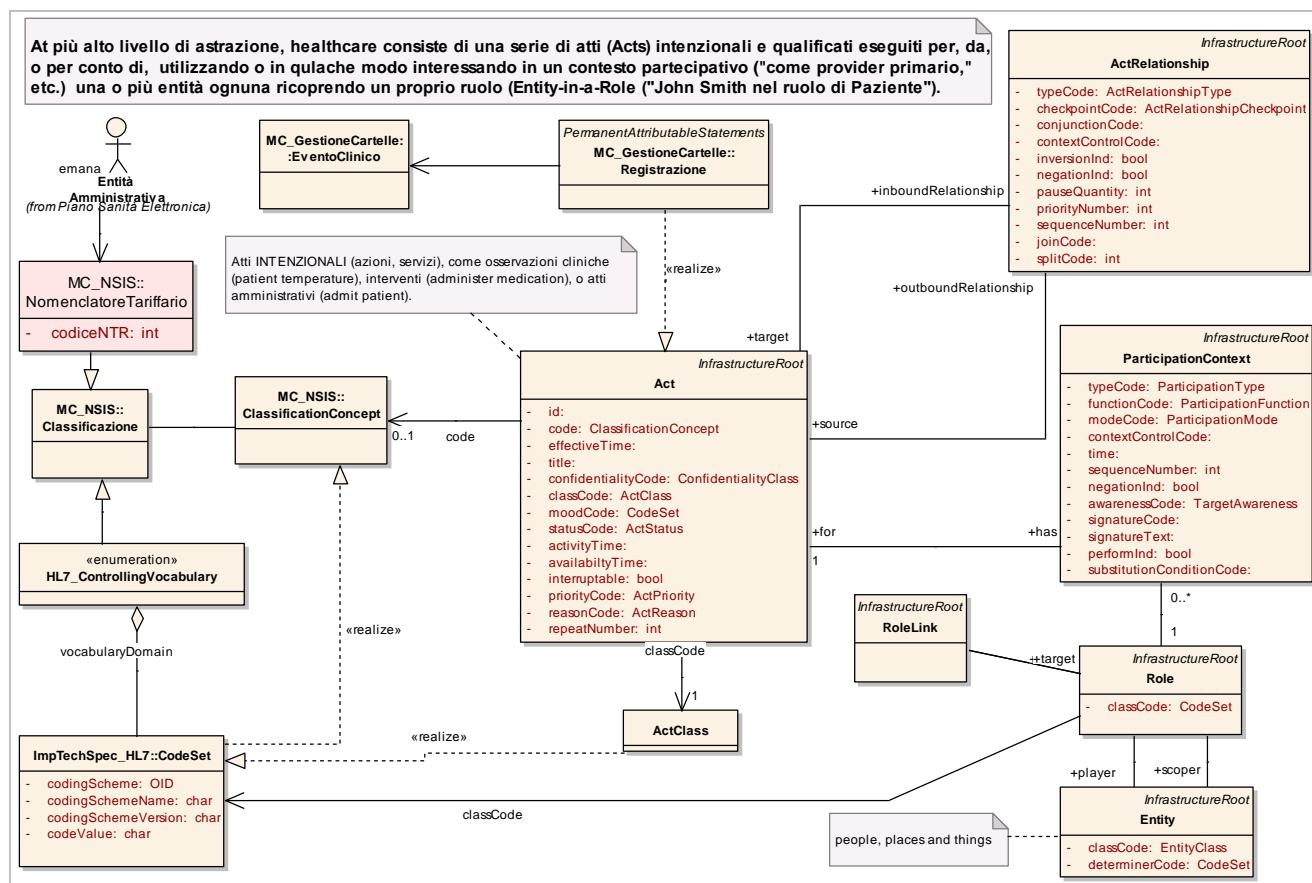 At più alto livello di astrazione, healthcare consiste di una serie di atti (Acts) intenzionali e qualificati eseguiti per, da,
o per conto di, utilizzando o in qulache modo interessando in un contesto partecipativo ("come provider primario,"
etc.) una o più entità ognuna ricoprendo un proprio ruolo (Entity-in-a-Role ("John Smith nel ruolo di Paziente").
InfrastructureRoot
ActRelationship
- typeCode: ActRelationshipType
- checkpointCode: ActRelationshipCheckpoint
- conjunctionCode:
- contextControlCode:
- inversionInd: bool
- negationInd: bool
- pauseQuantity: int
- priorityNumber: int
- sequenceNumber: int
- joinCode:
- splitCode: int
emana
Entità
Amministrativa
(from Piano Sanità Elettronica)
MC_GestioneCartelle:
:EventoClinico
PermanentAttributableStatements
MC_GestioneCartelle::
Registrazione
+inboundRelationship
Atti INTENZIONALI (azioni, servizi), come osservazioni cliniche
(patient temperature), interventi (administer medication), o atti
amministrativi (admit patient).
«realize»
+outboundRelationship
MC_NSIS::
NomenclatoreTariffario
- codiceNTR: int
+target
InfrastructureRoot
Act
- id:
- code: ClassificationConcept
- effectiveTime:
- title:
- confidentialityCode: ConfidentialityClass
- classCode: ActClass
- moodCode: CodeSet
- statusCode: ActStatus
- activityTime:
- availabiltyTime:
- interruptable: bool
- priorityCode: ActPriority
- reasonCode: ActReason
- repeatNumber: int
InfrastructureRoot
ParticipationContext
- typeCode: ParticipationType
- functionCode: ParticipationFunction
- modeCode: ParticipationMode
- contextControlCode:
- time:
- sequenceNumber: int
- negationInd: bool
- awarenessCode: TargetAwareness
- signatureCode:
- signatureText:
- performInd: bool
- substitutionConditionCode:
MC_NSIS::
Classificazione
MC_NSIS::
ClassificationConcept
0..1
code
+source
+for
1
+has
«enumeration»
HL7_ControllingVocabulary
vocabularyDomain
«realize»
classCode
1
0..*
1
InfrastructureRoot
RoleLink
+target
InfrastructureRoot
Role
- classCode: CodeSet
ActClass
«realize»
ImpTechSpec_HL7::CodeSet
- codingScheme: OID
- codingSchemeName: char
- codingSchemeVersion: char
- codeValue: char
classCode
+player
+scoper
people, places and things
InfrastructureRoot
Entity
- classCode: EntityClass
- determinerCode: CodeSet